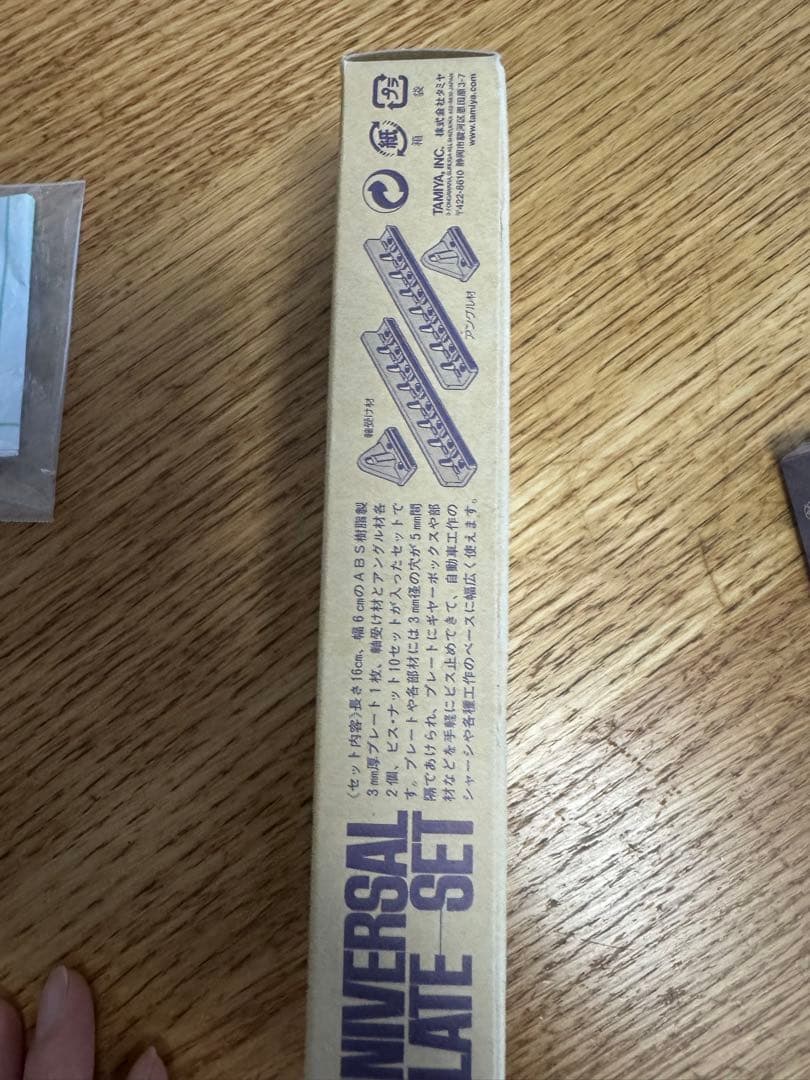 NIVERSAL
LATE SET
《セット内容》長さ16cm、幅6cmのABS樹脂製
3mm厚プレート1枚、軸受け材とアングル材各
2個、ビス・ナット10セットが入ったセットで
す。プレートや各部材には3mm径の穴が5mm間
隔であけられ、プレートにギヤーボックスや部
材などを手軽にビス止めできて、自動車工作の
シャーシや各種工作のベースに幅広く使えます。
軸受け材
アングル材
紙
箱
プラ
袋
TAMIYA, INC. 株式会社タミヤ
〒422-8610 静岡市駿河区恩田原3-7
www.tamiya.com